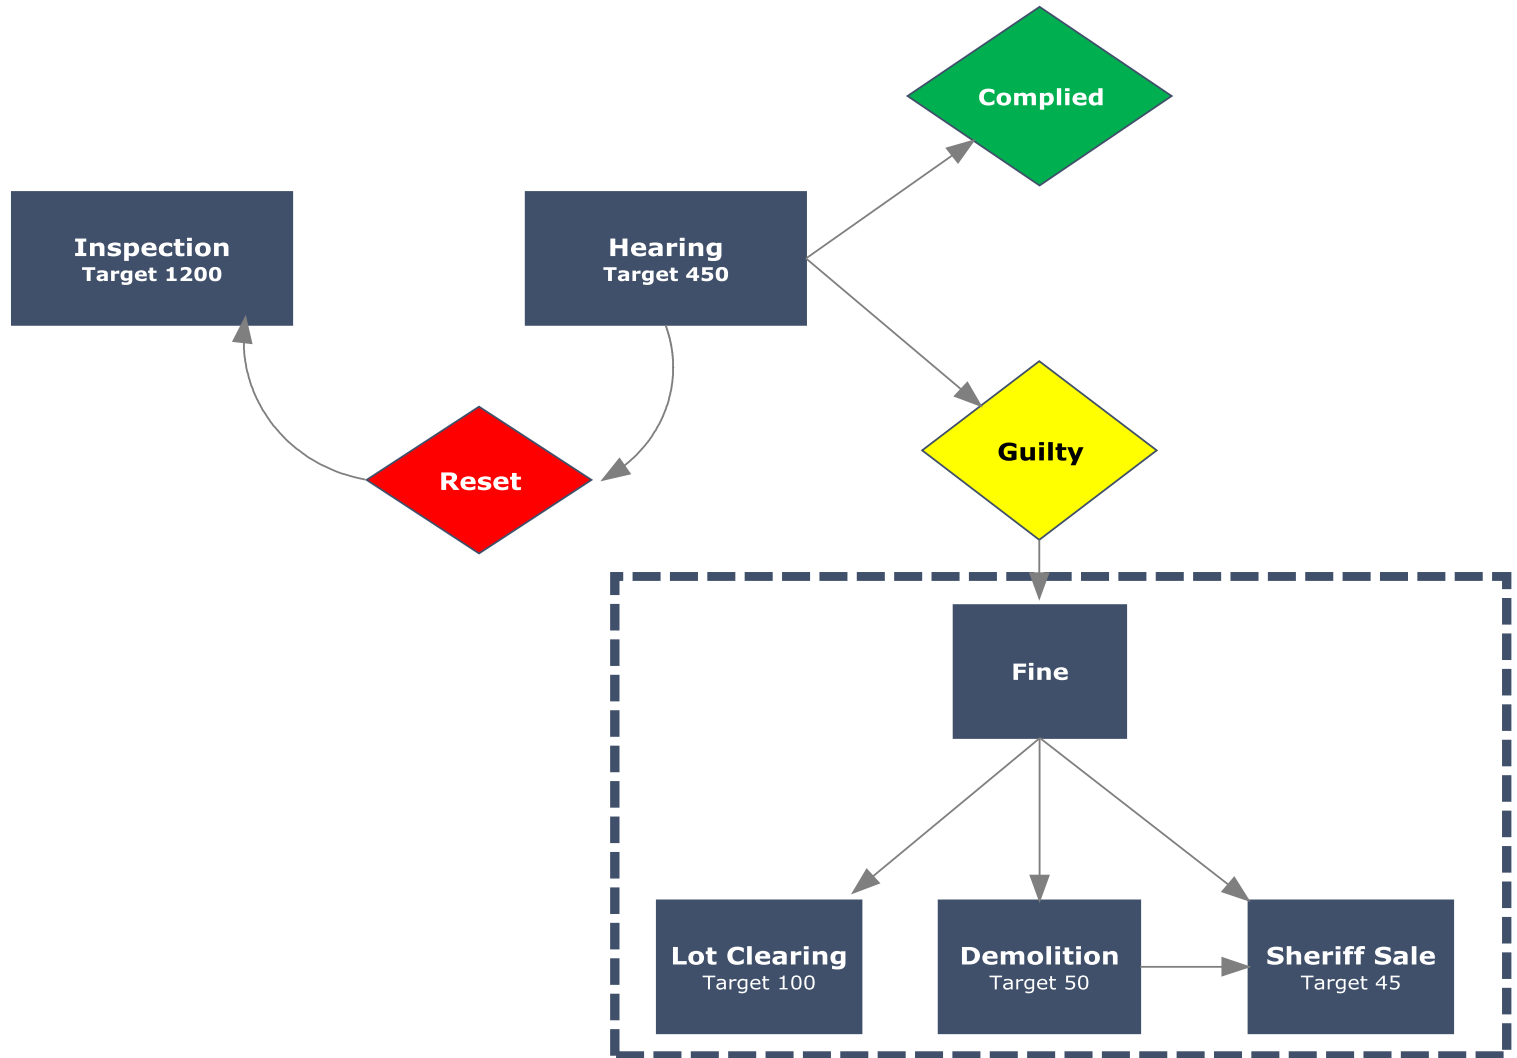 Complied
Inspection
Target 1200
Hearing
Target 450
Guilty
Reset
Fine
Lot Clearing
Target 100
Demolition
Target 50
Sheriff Sale
Target 45